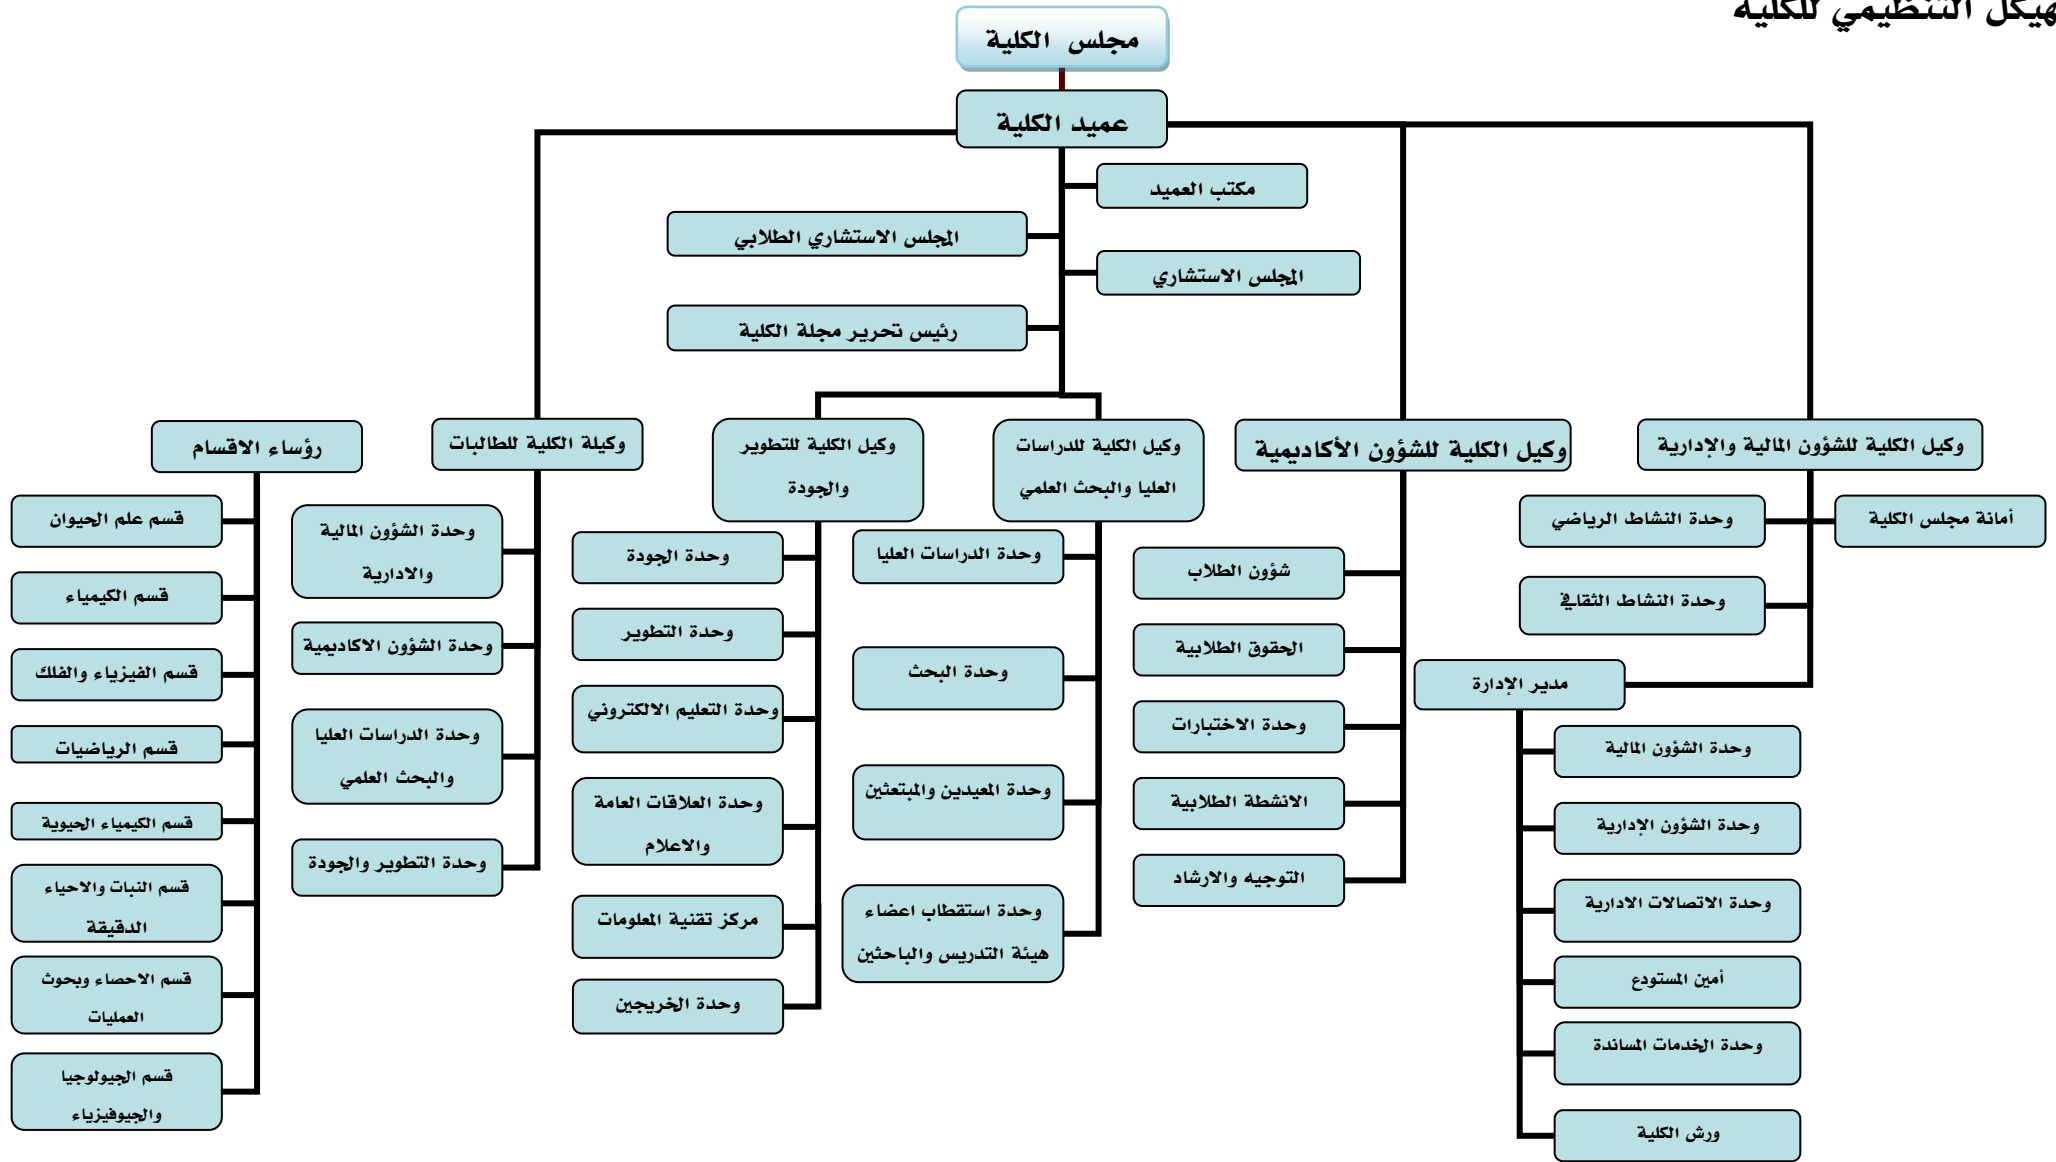 هيكل التنظيمي للكلية
مجلس الكلية
عميد الكلية
مكتب العميد
المجلس الاستشاري الطلابي
المجلس الاستشاري
رئيس تحرير مجلة الكلية
وكيل الكلية للشؤون المالية والإدارية
أمانة مجلس الكلية
وحدة النشاط الرياضي
وحدة النشاط الثقافي
مدير الإدارة
وحدة الشؤون المالية
وحدة الشؤون الإدارية
وحدة الاتصالات الادارية
أمين المستودع
وحدة الخدمات المساندة
ورش الكلية
وكيل الكلية للشؤون الأكاديمية
شؤون الطلاب
الحقوق الطلابية
وحدة الاختبارات
الانشطة الطلابية
التوجيه والارشاد
وكيل الكلية للدراسات
العليا والبحث العلمي
وحدة الدراسات العليا
وحدة البحث
وحدة المعيدين والمبتعثين
وحدة استقطاب اعضاء
هيئة التدريس والباحثين
وكيل الكلية للتطوير
والجودة
وحدة الجودة
وحدة التطوير
وحدة التعليم الالكتروني
وحدة العلاقات العامة
والاعلام
مركز تقنية المعلومات
وحدة الخريجين
وكيلة الكلية للطالبات
وحدة الشؤون المالية
والادارية
وحدة الشؤون الاكاديمية
وحدة الدراسات العليا
والبحث العلمي
وحدة التطوير والجودة
رؤساء الاقسام
قسم علم الحيوان
قسم الكيمياء
قسم الفيزياء والفلك
قسم الرياضيات
قسم الكيمياء الحيوية
قسم النبات والاحياء
الدقيقة
قسم الاحصاء وبحوث
العمليات
قسم الجيولوجيا
والجيوفيزياء